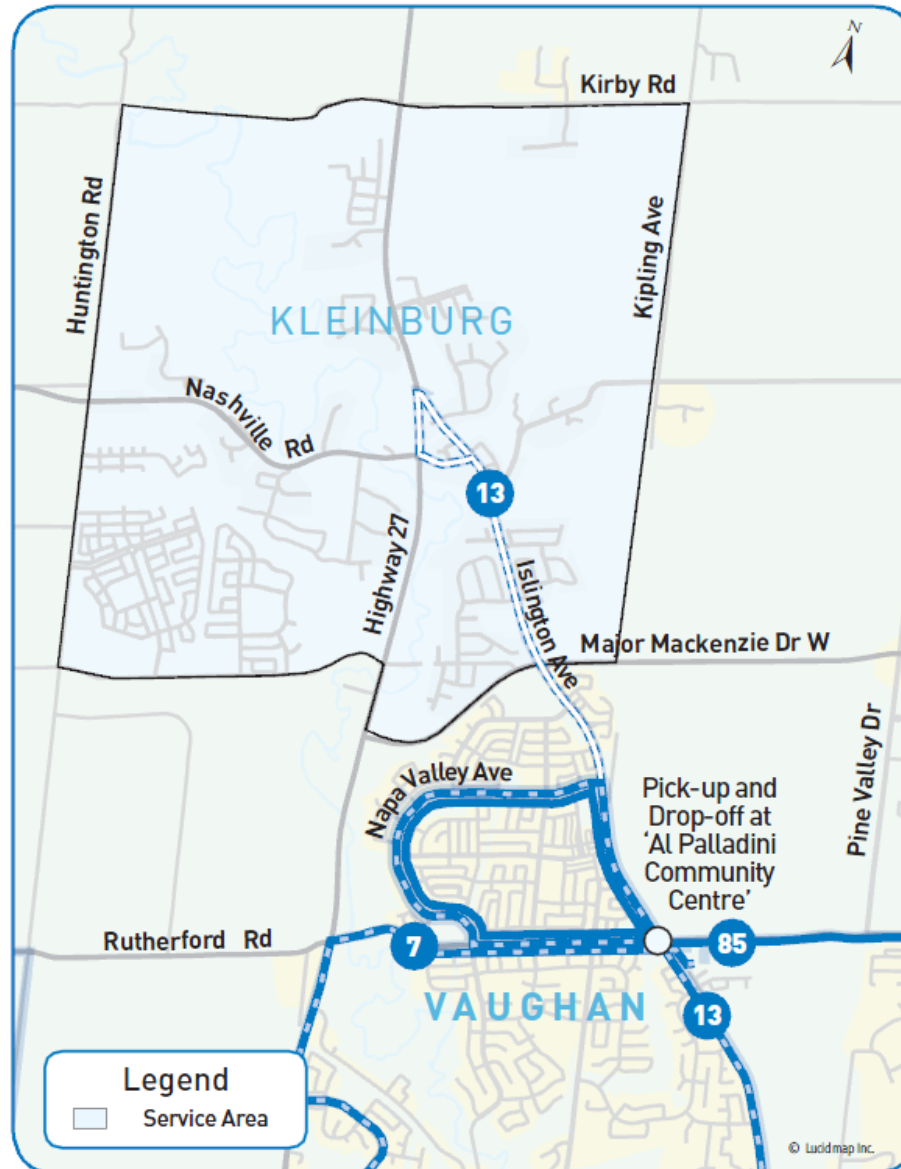 N
Kirby Rd
Huntington Rd
Kipling Ave
KLEINBURG
Nashville Rd
13
Highway 27
Islington Ave
Major Mackenzie Dr W
Napa Valley Ave
Pick-up and
Drop-off at
‘Al Palladini
Community
Centre’
Pine Valley Dr
Rutherford Rd
7
85
VAUGHAN
13
Legend
Service Area
© Lucidmap Inc.